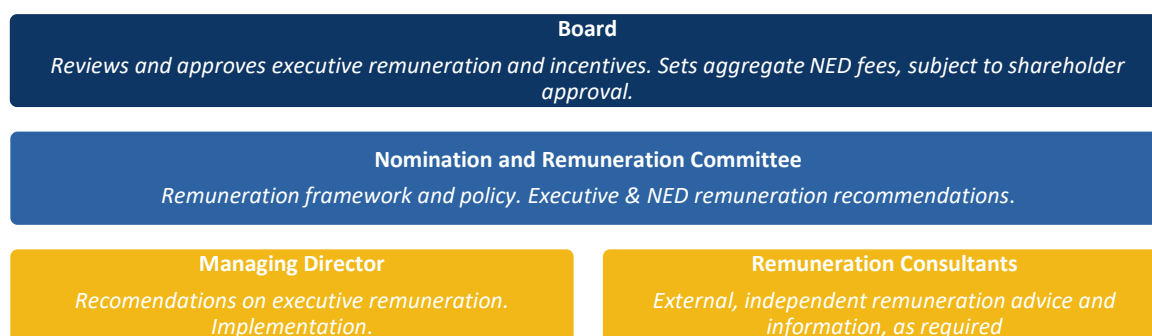 Board
Reviews and approves executive remuneration and incentives. Sets aggregate NED fees, subject to shareholder
approval.
Nomination and Remuneration Committee
Remuneration framework and policy. Executive & NED remuneration recommendations.
Managing Director
Recomendations on executive remuneration.
Implementation.
Remuneration Consultants
External, independent remuneration advice and
information, as required